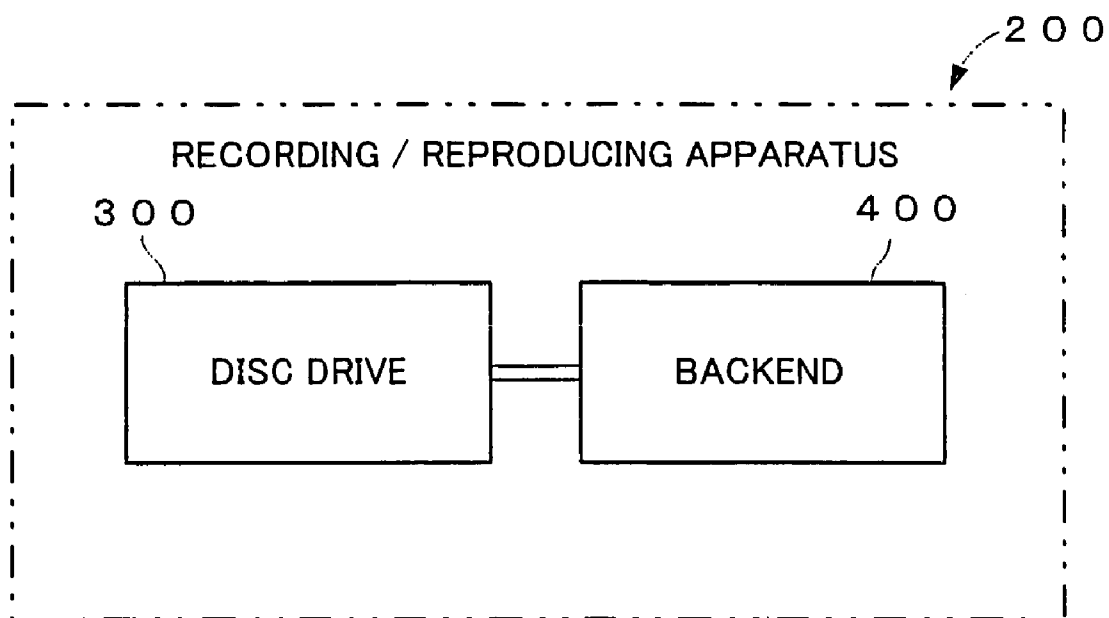 ２００
RECORDING / REPRODUCING APPARATUS
３００ ４００
DISC DRIVE BACKEND